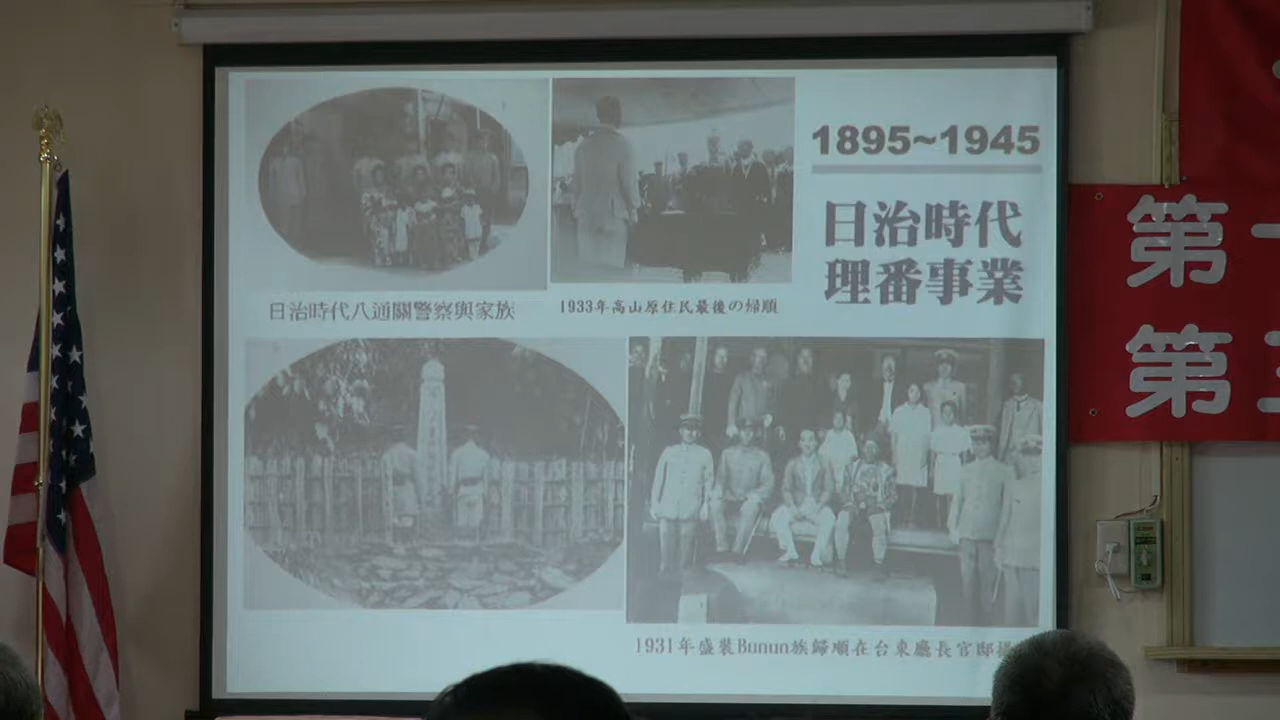 1895~1945
日治時代
理番事業
日治時代八通關警察與家族
1933年高山原住民最後の帰順
1931年盛裝Bunun族歸順在台東廳長官邸
第
第